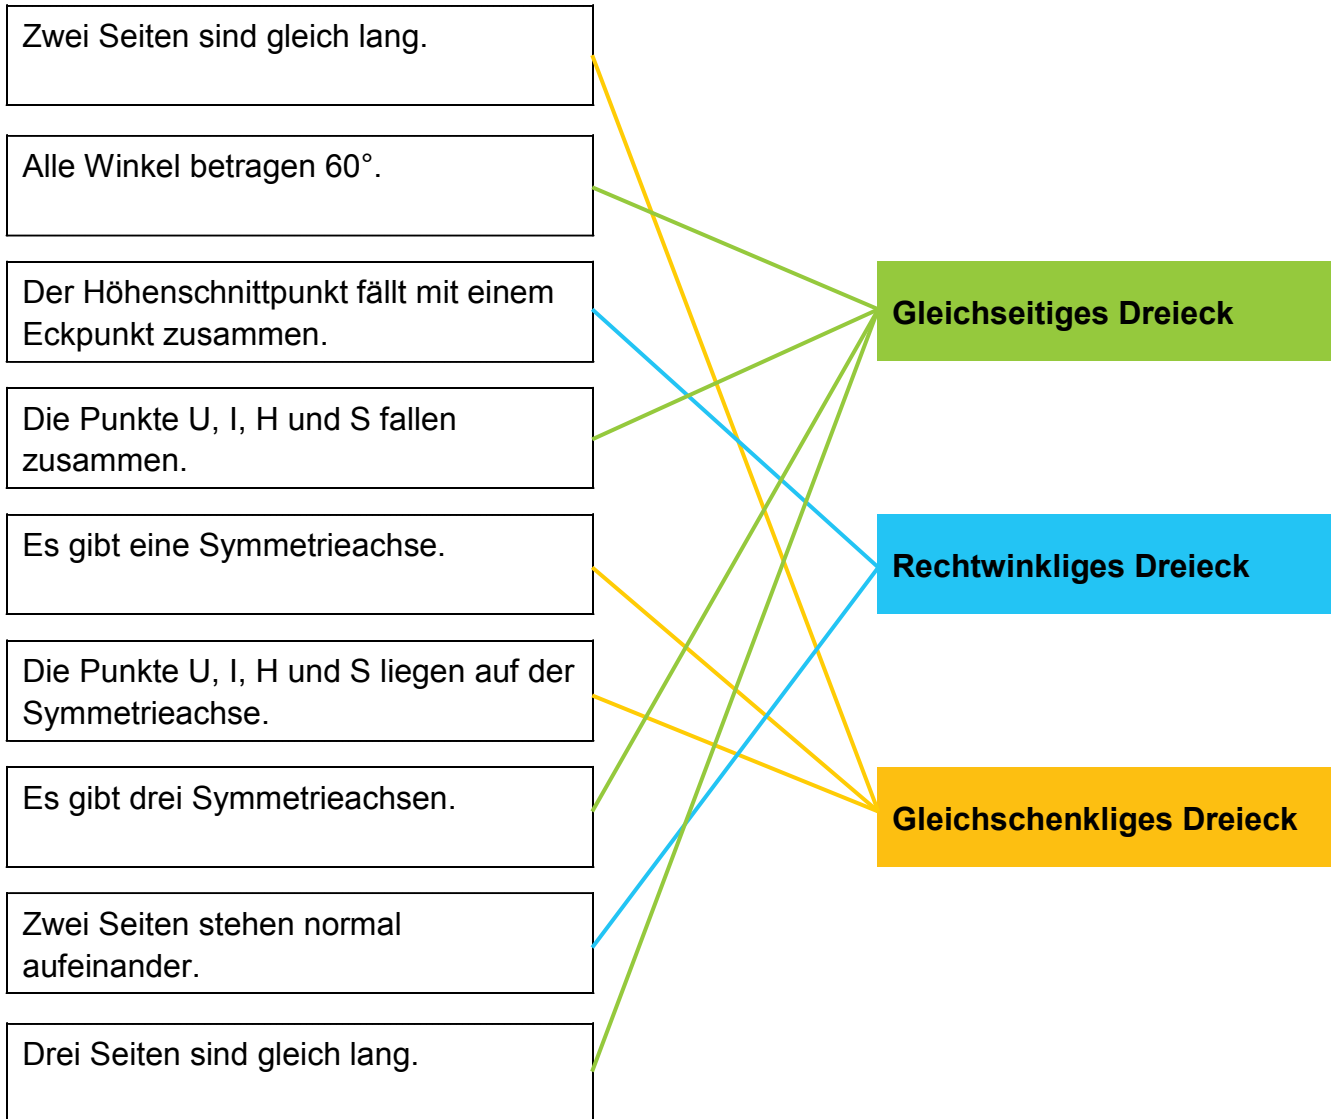 Zwei Seiten sind gleich lang.
Alle Winkel betragen 60°.
Der Höhenschnittpunkt fällt mit einem
Eckpunkt zusammen.
Die Punkte U, I, H und S fallen
zusammen.
Es gibt eine Symmetrieachse.
Die Punkte U, I, H und S liegen auf der
Symmetrieachse.
Es gibt drei Symmetrieachsen.
Zwei Seiten stehen normal
aufeinander.
Drei Seiten sind gleich lang.
Gleichseitiges Dreieck
Rechtwinkliges Dreieck
Gleichschenkliges Dreieck